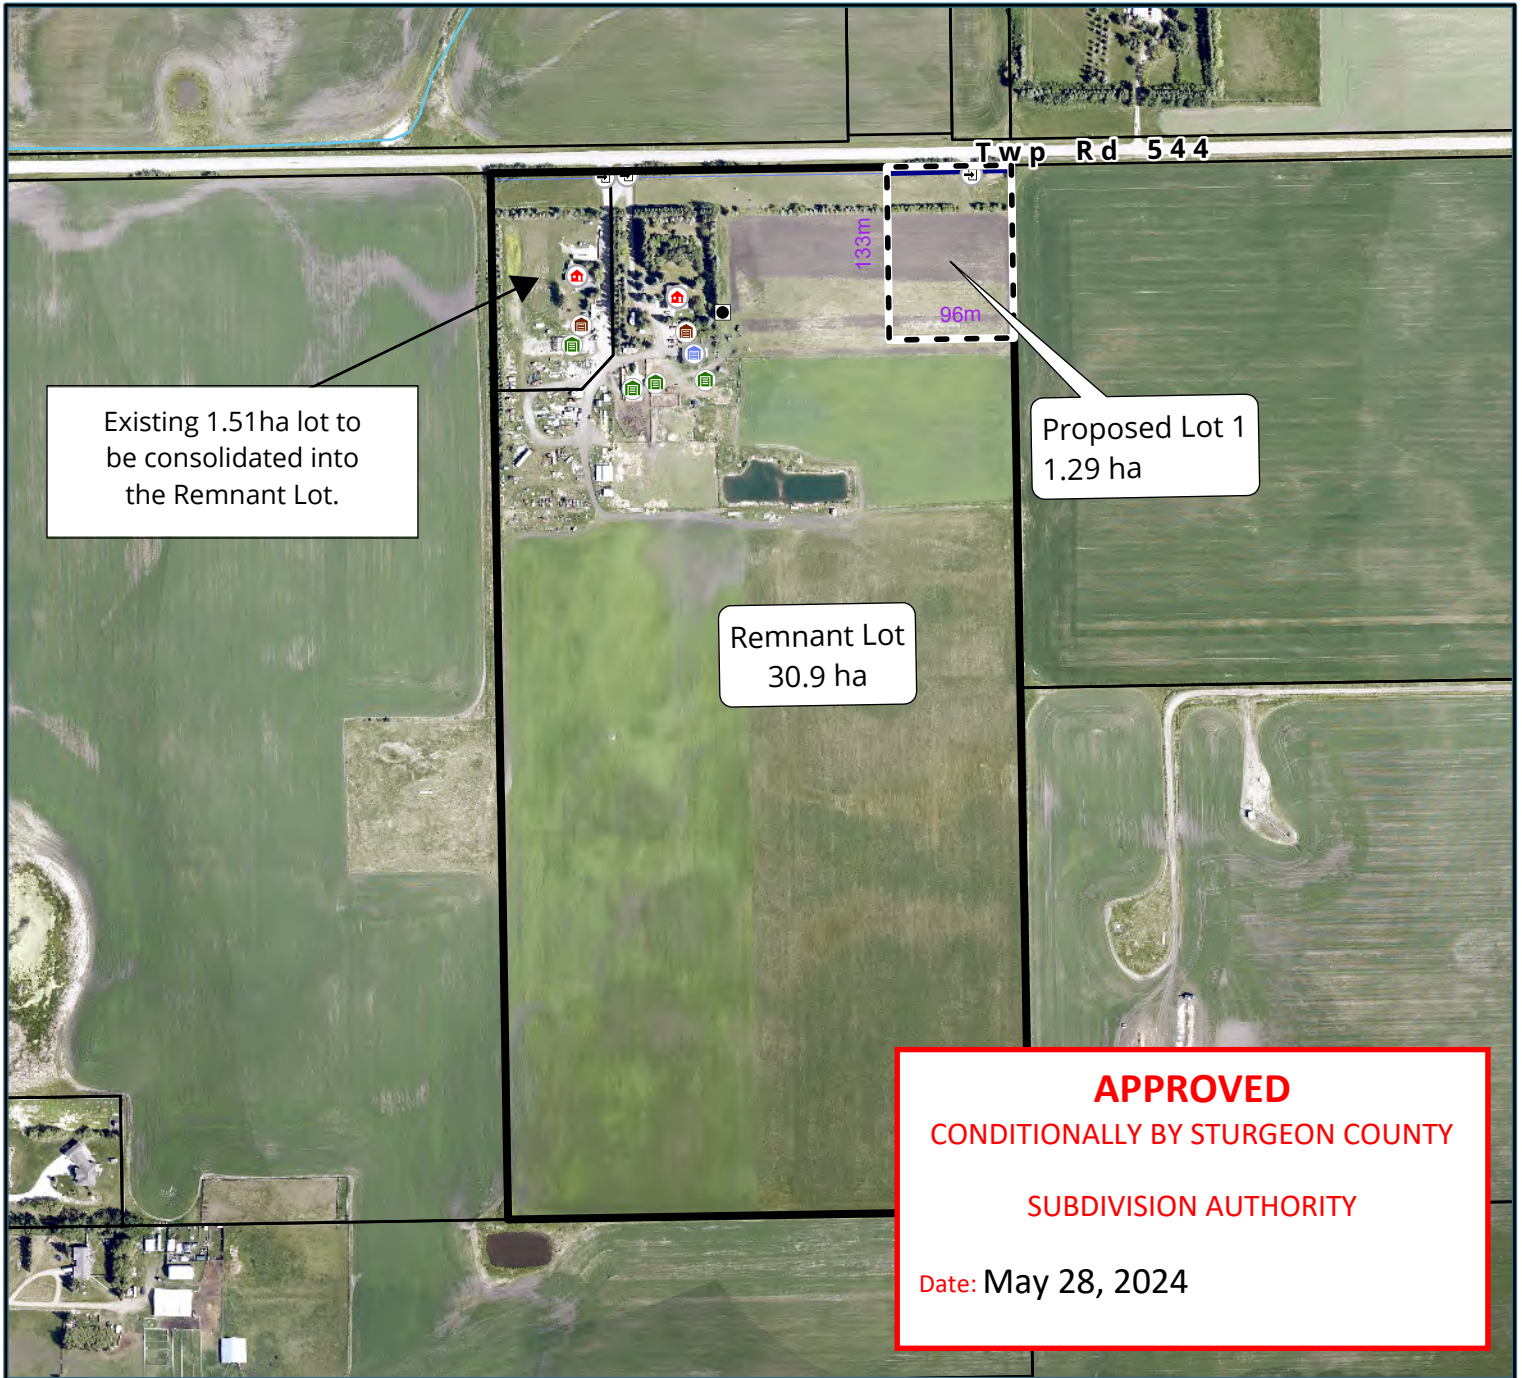 Twp Rd 544
133m
96m
Existing 1.51ha lot to
be consolidated into
the Remnant Lot.
Proposed Lot 1
1.29 ha
Remnant Lot
30.9 ha
APPROVED
CONDITIONALLY BY STURGEON COUNTY
SUBDIVISION AUTHORITY
Date: May 28, 2024